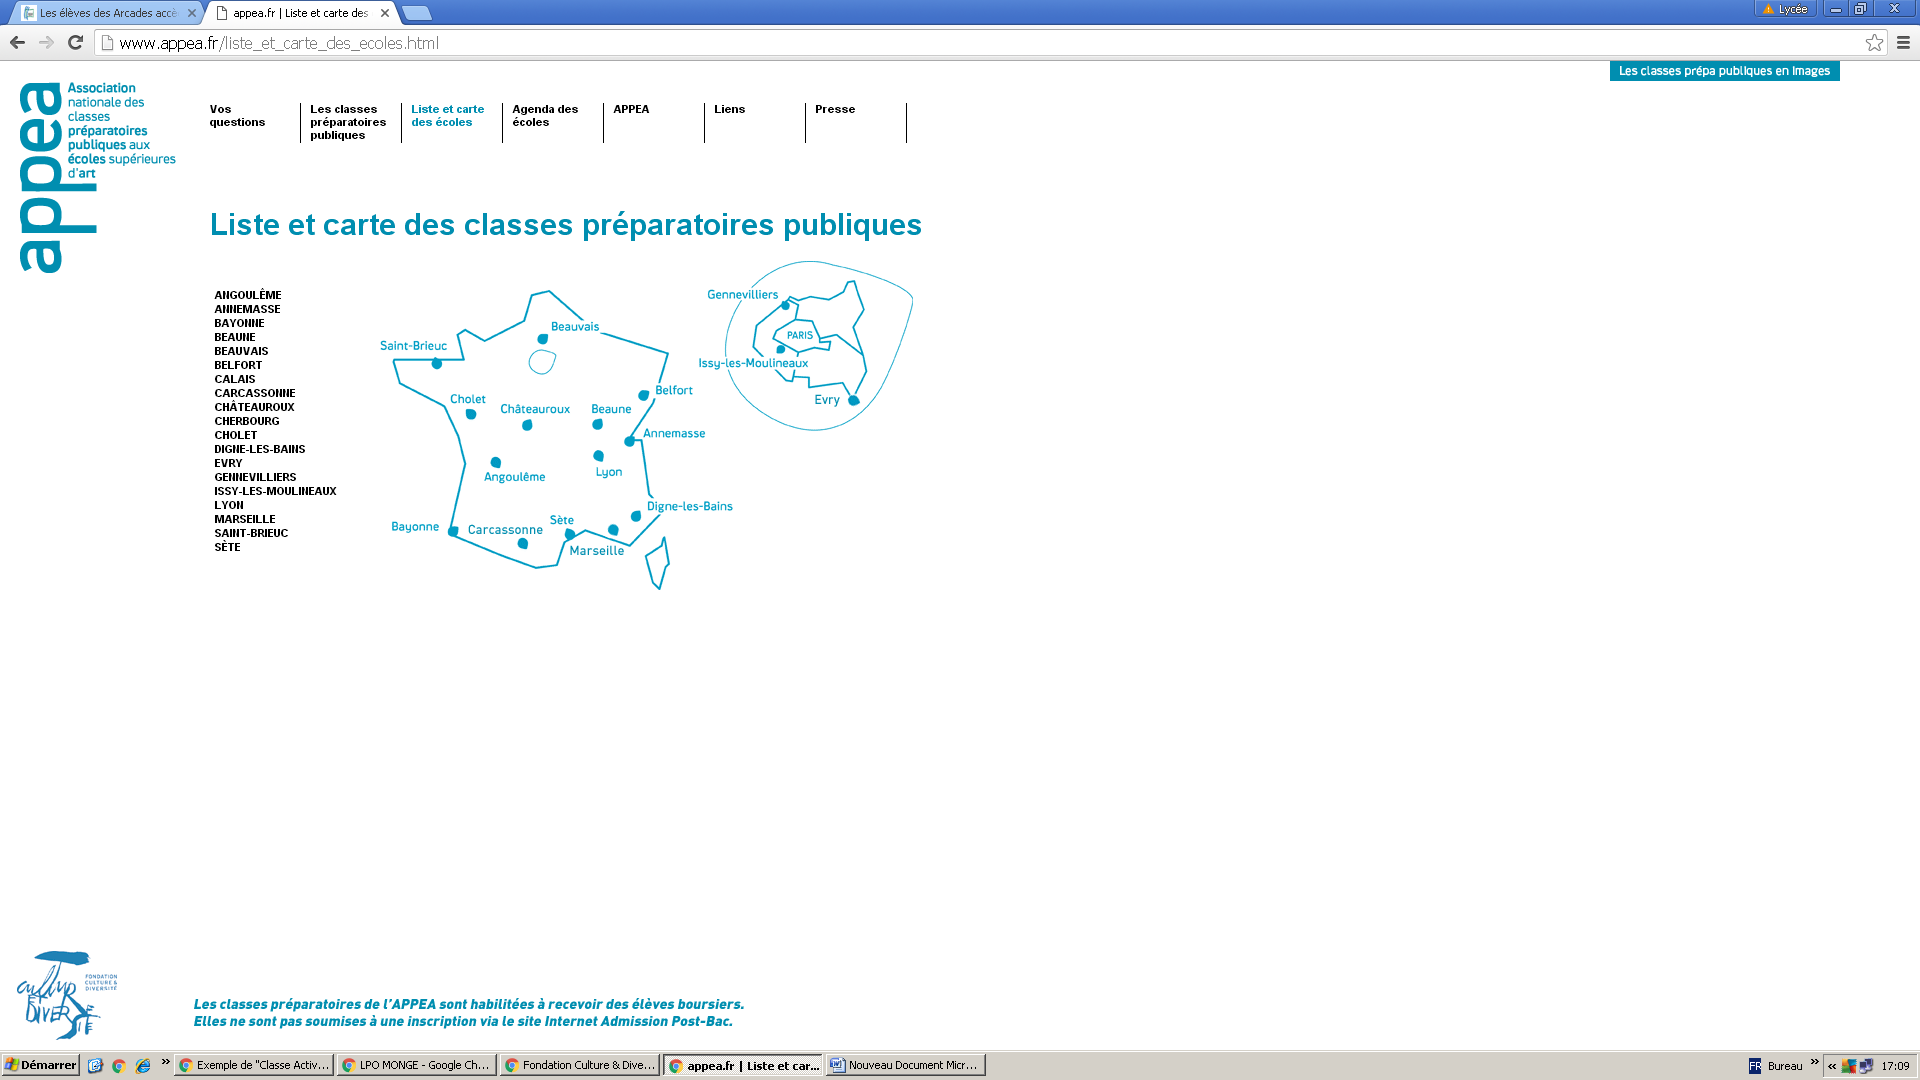 Les élèves des Arcades accè
appea.fr | Liste et carte des
Lycée
www.appea.fr/liste_et_carte_des_ecoles.html
Les classes prépa publiques en images
appea
Association
nationale des
classes
préparatoires
publiques aux
écoles supérieures
d'art
Vos
questions
Les classes
préparatoires
publiques
Liste et carte
des écoles
Agenda des
écoles
APPEA
Liens
Presse
Liste et carte des classes préparatoires publiques
ANGOULÊME
ANNEMASSE
BAYONNE
BEAUNE
BEAUVAIS
BELFORT
CALAIS
CARCASSONNE
CHÂTEAUROUX
CHERBOURG
CHOLET
DIGNE-LES-BAINS
EVRY
GENNEVILLIERS
ISSY-LES-MOULINEAUX
LYON
MARSEILLE
SAINT-BRIEUC
SÈTE
Beauvais
Saint-Brieuc
Belfort
Cholet
Châteauroux
Beaune
Annemasse
Lyon
Angoulême
Digne-les-Bains
Sète
Bayonne
Carcassonne
Marseille
Gennevilliers
PARIS
Issy-les-Moulineaux
Evry
FONDATION
CULTURE &
DIVERSITÉ
Cultur
ET
DIVERSITE
Les classes préparatoires de l'APPEA sont habilitées à recevoir des élèves boursiers.
Elles ne sont pas soumises à une inscription via le site Internet Admission Post-Bac.
Démarrer
»
Exemple de "Classe Activ...
LPO MONGE - Google Ch...
Fondation Culture & Dive...
appea.fr | Liste et car...
Nouveau Document Micr...
FR
Bureau
»
«
17:09